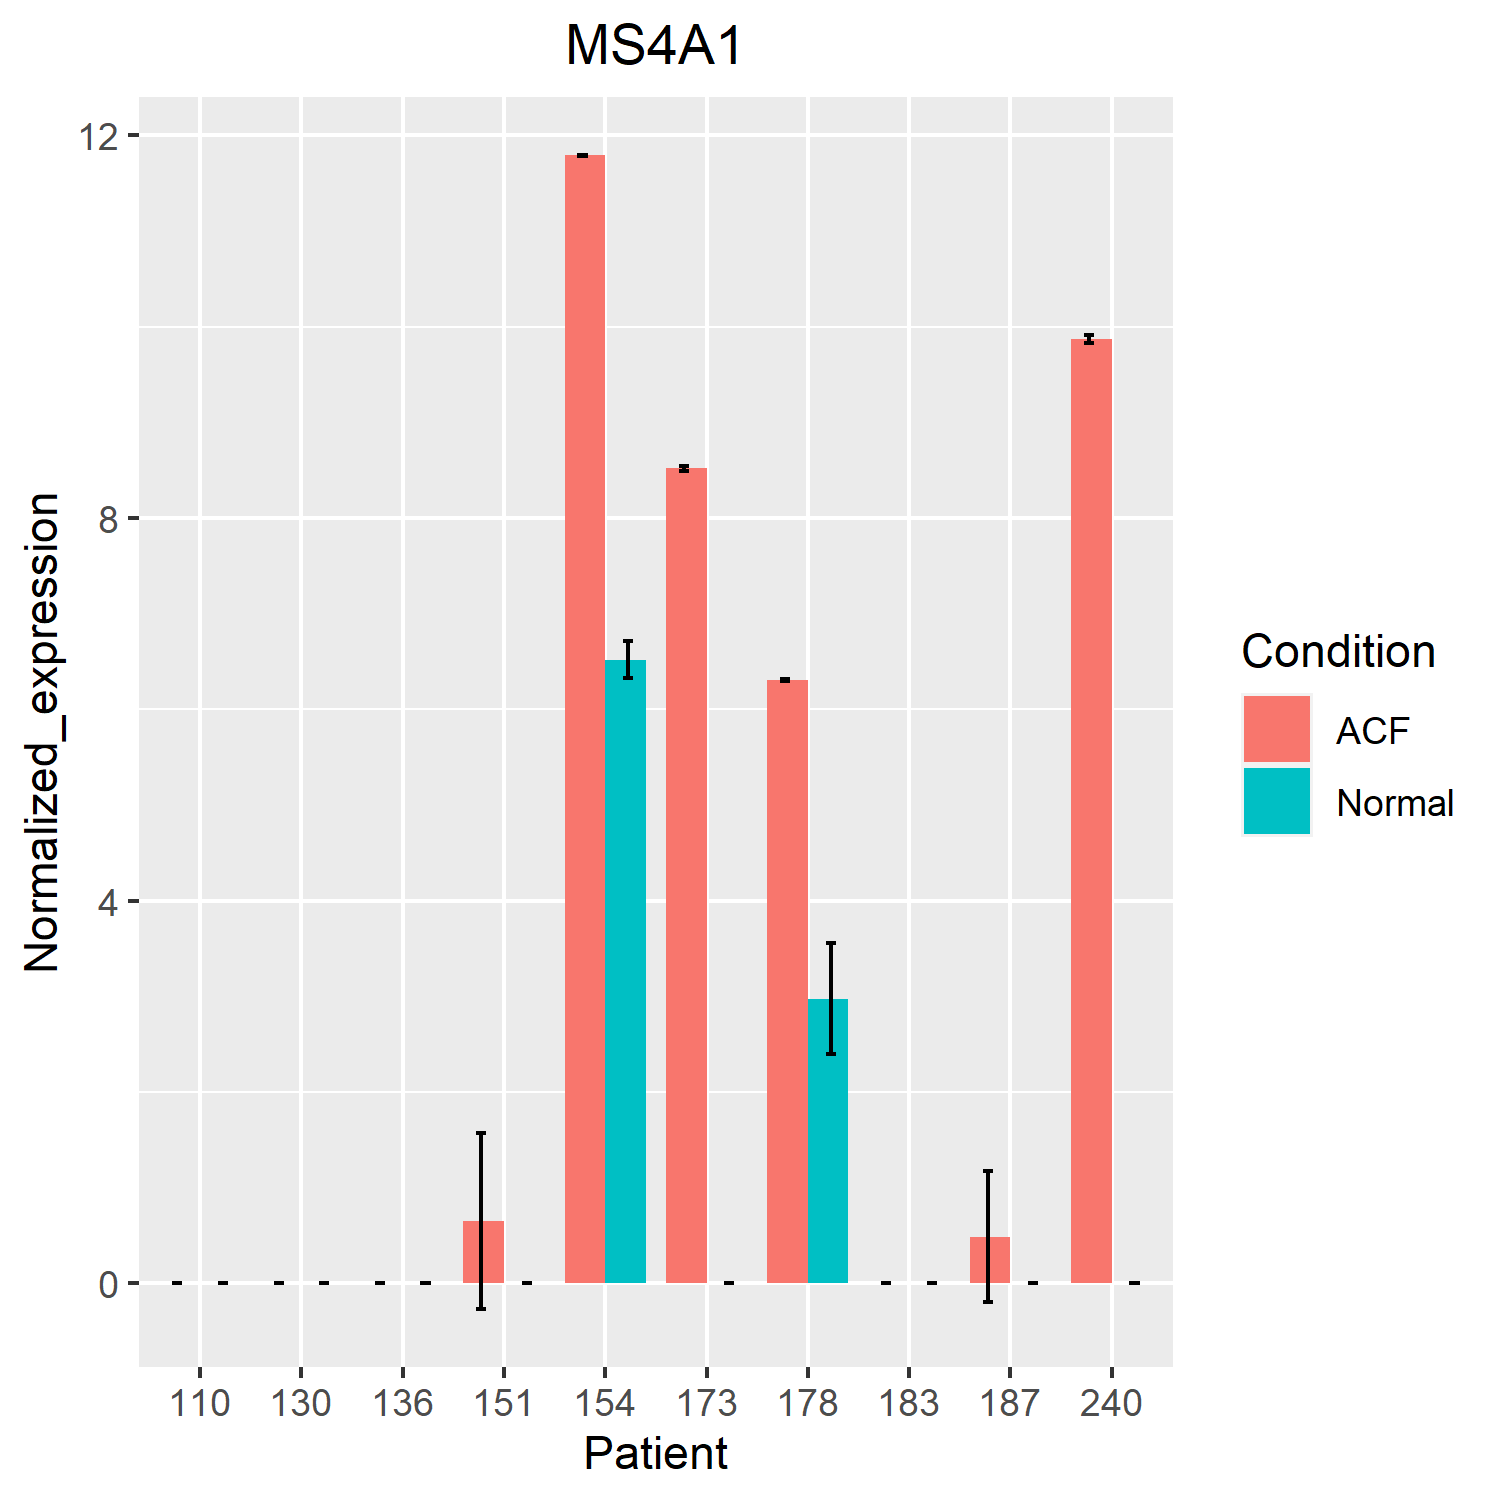 MS4A1
12
8
4
0
Normalized_expression
110 130 136 151 154 173 178 183 187 240
Patient
Condition
ACF
Normal